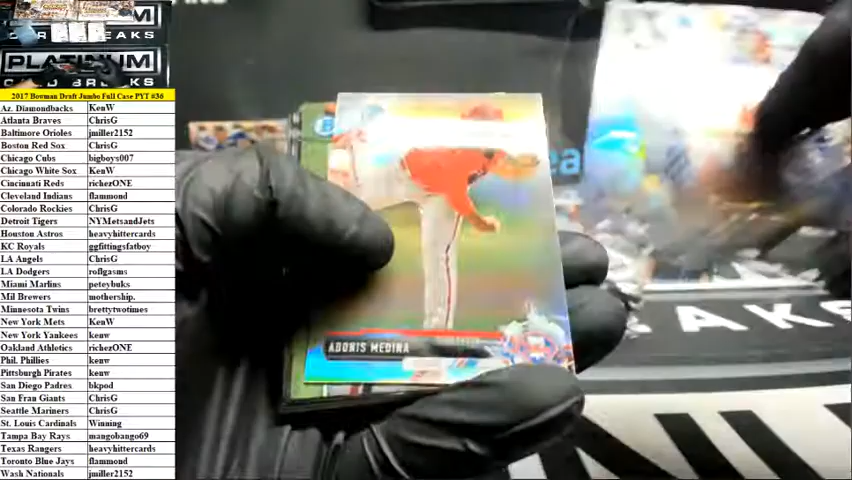 PLATINUM
CARD BREAKS
2017 Bowman Draft Jumbo Full Case PYT #36
Az. Diamondbacks KenW
Atlanta Braves ChrisG
Baltimore Orioles jmiller2152
Boston Red Sox ChrisG
Chicago Cubs bigboys007
Chicago White Sox KenW
Cincinnati Reds richezONE
Cleveland Indians flammond
Colorado Rockies ChrisG
Detroit Tigers NYMetsandJets
Houston Astros heavyhittercards
KC Royals ggfittingsfatboy
LA Angels ChrisG
LA Dodgers roflgasms
Miami Marlins peteybuks
Mil Brewers mothership.
Minnesota Twins brettytwotimes
New York Mets KenW
New York Yankees kenw
Oakland Athletics richezONE
Phil. Phillies kenw
Pittsburgh Pirates kenw
San Diego Padres bkpod
San Fran Giants ChrisG
Seattle Mariners ChrisG
St. Louis Cardinals Winning
Tampa Bay Rays mangobango69
Texas Rangers heavyhittercards
Toronto Blue Jays flammond
Wash Nationals jmiller2152
ADONIS MEDINA